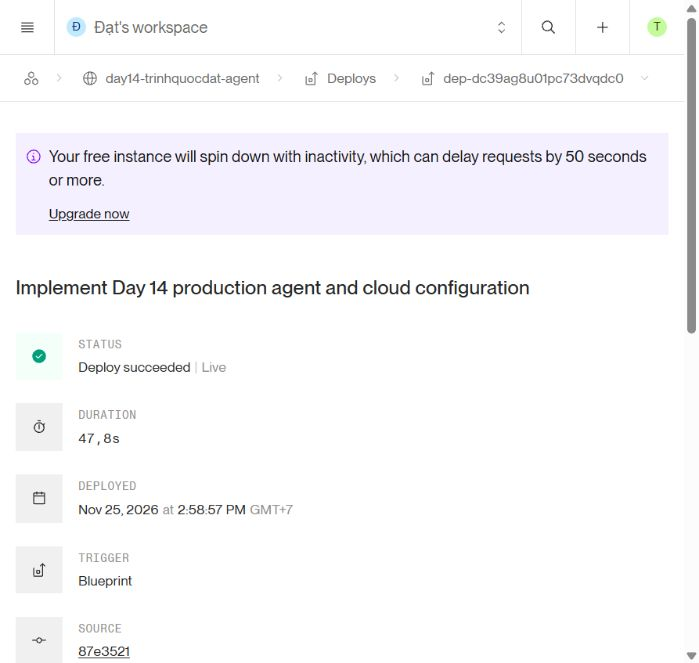 Đ Đạt's workspace T
day14-trinhquocdat-agent Deploys dep-dc39ag8u01pc73dvqdc0
Your free instance will spin down with inactivity, which can delay requests by 50 seconds
or more.
Upgrade now
Implement Day 14 production agent and cloud configuration
STATUS
Deploy succeeded | Live
DURATION
47,8s
DEPLOYED
Nov 25, 2026 at 2:58:57 PM GMT+7
TRIGGER
Blueprint
SOURCE
87e3521